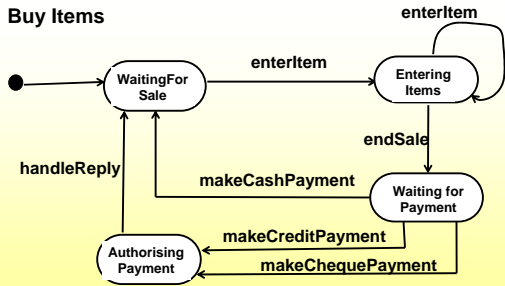 Buy Items
enterItem
WaitingFor
Sale
enterItem
Entering
Items
endSale
handleReply
makeCashPayment
Waiting for
Payment
makeCreditPayment
Authorising
Payment
makeChequePayment